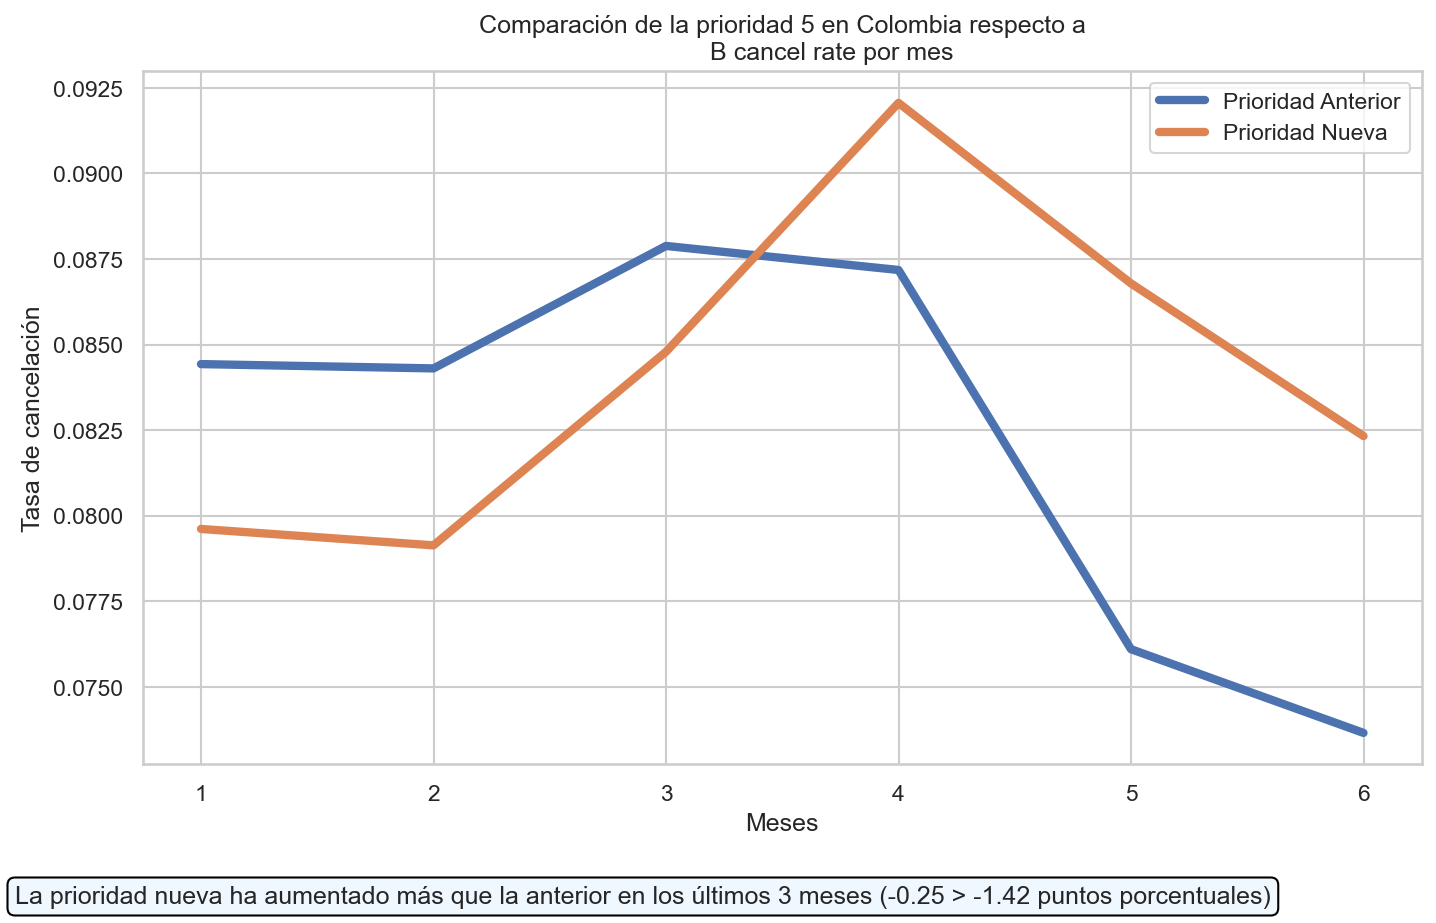 Comparación de la prioridad 5 en Colombia respecto a
B cancel rate por mes
0.0925
0.0900
0.0875
0.0850
0.0825
0.0800
0.0775
0.0750
Tasa de cancelación
Prioridad Anterior
Prioridad Nueva
1 2 3 4 5 6
Meses
La prioridad nueva ha aumentado más que la anterior en los últimos 3 meses (-0.25 > -1.42 puntos porcentuales)